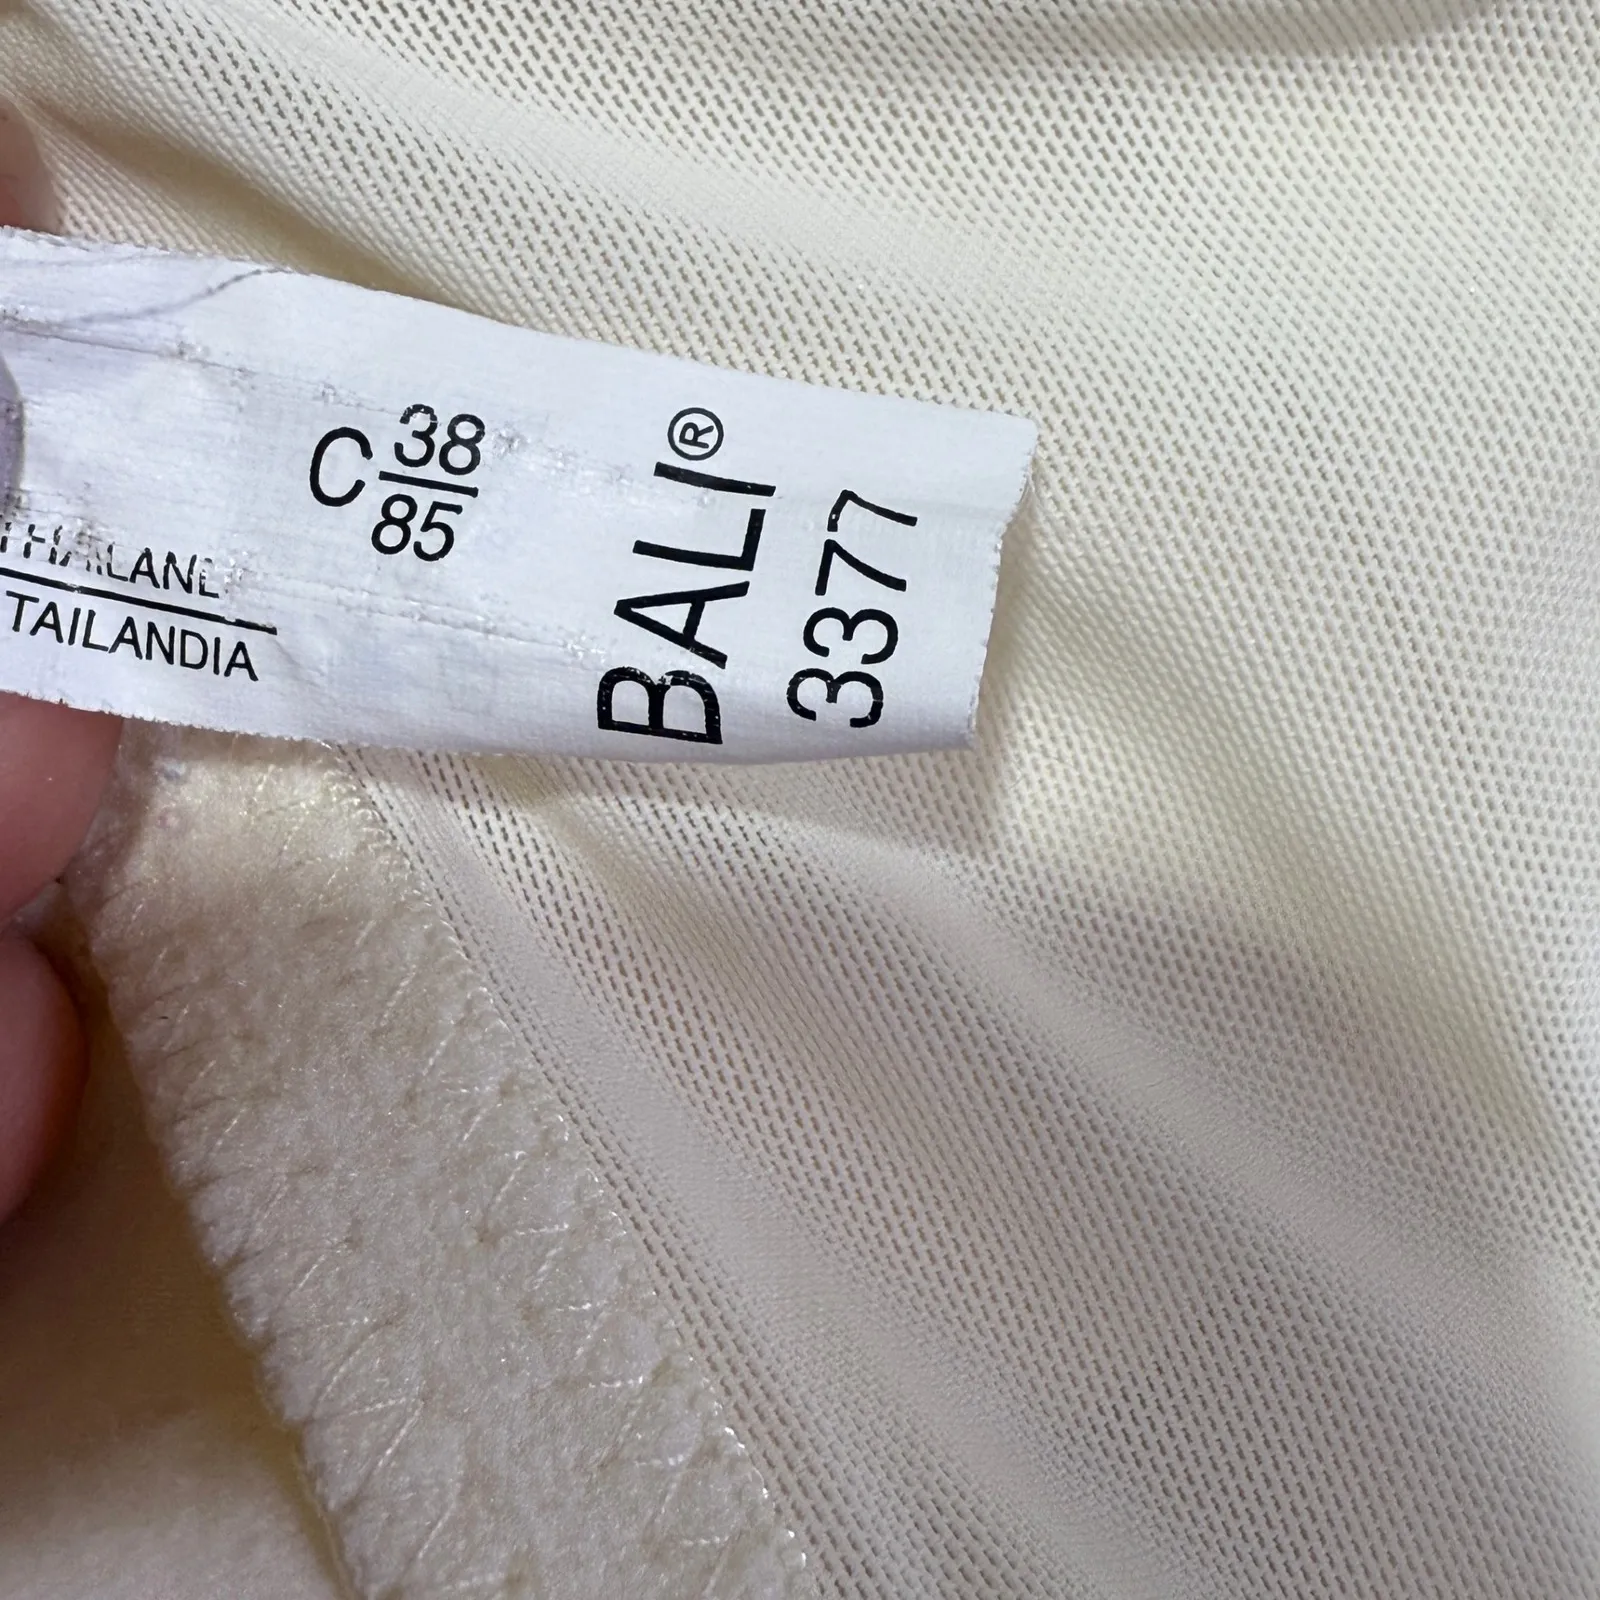 BALI®
3377
C 38
85
THAILAND
TAILANDIA